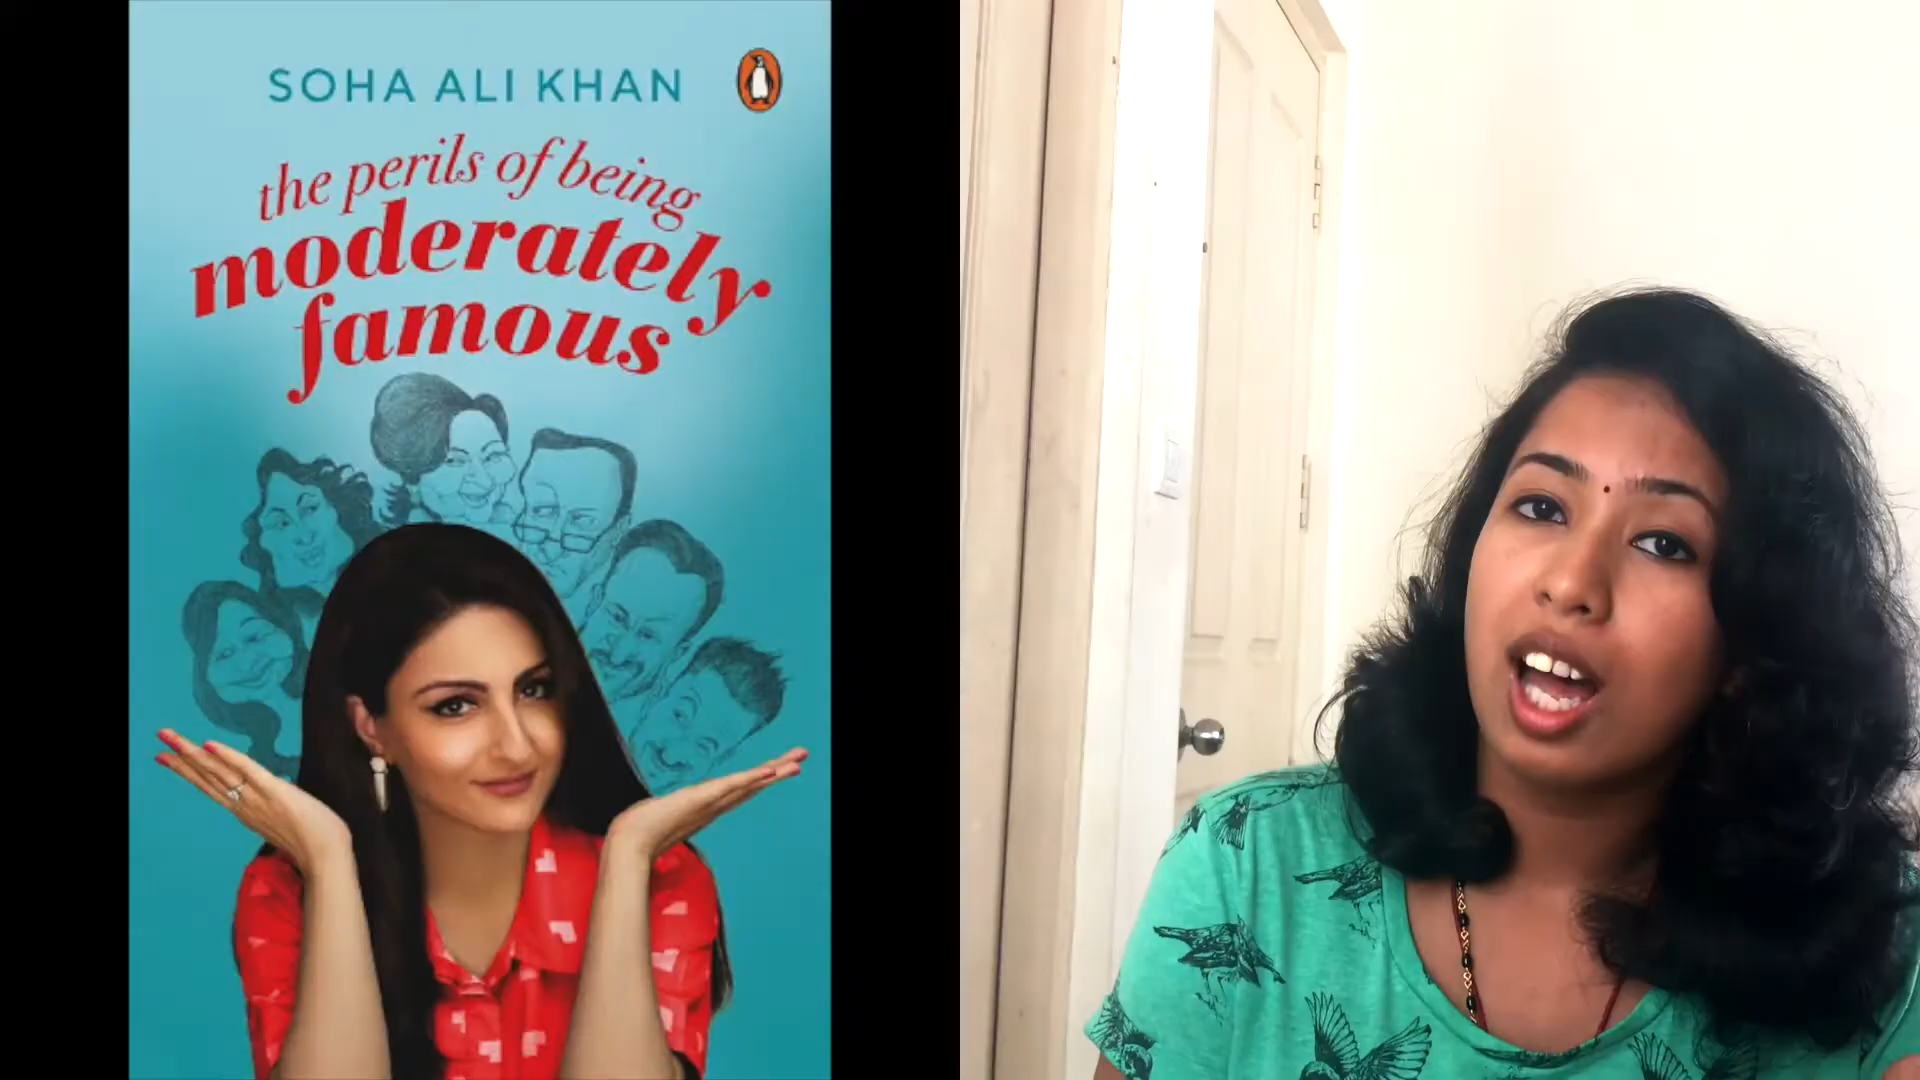 SOHA ALI KHAN
the perils of being
moderately
famous